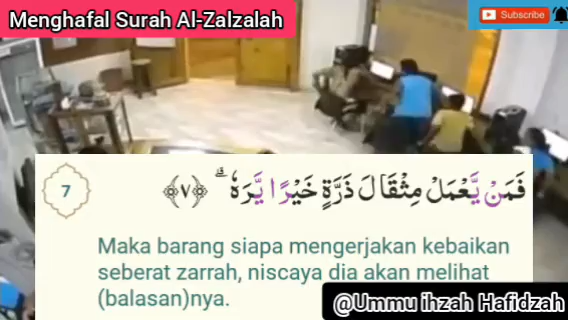 Menghafal Surah Al-Zalzalah
Subscribe
7
فَمَنْ يَّعْمَلْ مِثْقَالَ ذَرَّةٍ خَيْرًا يَّرَهٗ ۗ ﴿٧﴾
Maka barang siapa mengerjakan kebaikan
seberat zarrah, niscaya dia akan melihat
(balasan)nya.
@Ummu ihzah Hafidzah